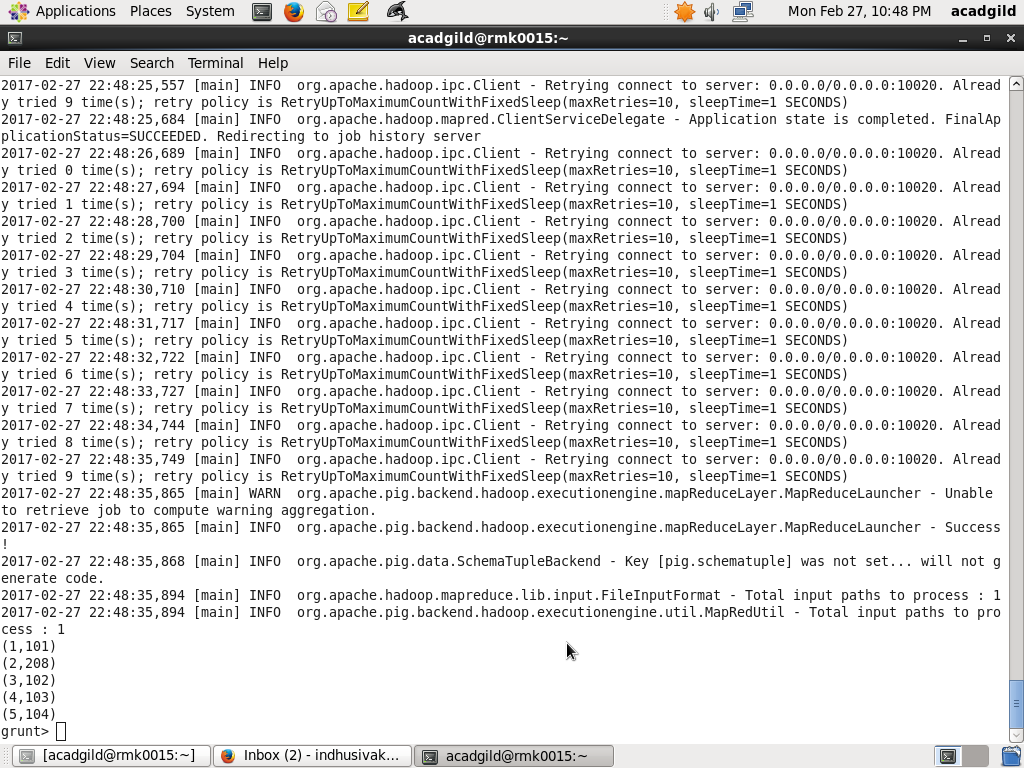 Applications Places System Mon Feb 27, 10:48 PM acadgild
acadgild@rmk0015:~
File Edit View Search Terminal Help
2017-02-27 22:48:25,557 [main] INFO  org.apache.hadoop.ipc.Client - Retrying connect to server: 0.0.0.0/0.0.0.0:10020. Alread
y tried 9 time(s); retry policy is RetryUpToMaximumCountWithFixedSleep(maxRetries=10, sleepTime=1 SECONDS)
2017-02-27 22:48:25,684 [main] INFO  org.apache.hadoop.mapred.ClientServiceDelegate - Application state is completed. FinalAp
plicationStatus=SUCCEEDED. Redirecting to job history server
2017-02-27 22:48:26,689 [main] INFO  org.apache.hadoop.ipc.Client - Retrying connect to server: 0.0.0.0/0.0.0.0:10020. Alread
y tried 0 time(s); retry policy is RetryUpToMaximumCountWithFixedSleep(maxRetries=10, sleepTime=1 SECONDS)
2017-02-27 22:48:27,694 [main] INFO  org.apache.hadoop.ipc.Client - Retrying connect to server: 0.0.0.0/0.0.0.0:10020. Alread
y tried 1 time(s); retry policy is RetryUpToMaximumCountWithFixedSleep(maxRetries=10, sleepTime=1 SECONDS)
2017-02-27 22:48:28,700 [main] INFO  org.apache.hadoop.ipc.Client - Retrying connect to server: 0.0.0.0/0.0.0.0:10020. Alread
y tried 2 time(s); retry policy is RetryUpToMaximumCountWithFixedSleep(maxRetries=10, sleepTime=1 SECONDS)
2017-02-27 22:48:29,704 [main] INFO  org.apache.hadoop.ipc.Client - Retrying connect to server: 0.0.0.0/0.0.0.0:10020. Alread
y tried 3 time(s); retry policy is RetryUpToMaximumCountWithFixedSleep(maxRetries=10, sleepTime=1 SECONDS)
2017-02-27 22:48:30,710 [main] INFO  org.apache.hadoop.ipc.Client - Retrying connect to server: 0.0.0.0/0.0.0.0:10020. Alread
y tried 4 time(s); retry policy is RetryUpToMaximumCountWithFixedSleep(maxRetries=10, sleepTime=1 SECONDS)
2017-02-27 22:48:31,717 [main] INFO  org.apache.hadoop.ipc.Client - Retrying connect to server: 0.0.0.0/0.0.0.0:10020. Alread
y tried 5 time(s); retry policy is RetryUpToMaximumCountWithFixedSleep(maxRetries=10, sleepTime=1 SECONDS)
2017-02-27 22:48:32,722 [main] INFO  org.apache.hadoop.ipc.Client - Retrying connect to server: 0.0.0.0/0.0.0.0:10020. Alread
y tried 6 time(s); retry policy is RetryUpToMaximumCountWithFixedSleep(maxRetries=10, sleepTime=1 SECONDS)
2017-02-27 22:48:33,727 [main] INFO  org.apache.hadoop.ipc.Client - Retrying connect to server: 0.0.0.0/0.0.0.0:10020. Alread
y tried 7 time(s); retry policy is RetryUpToMaximumCountWithFixedSleep(maxRetries=10, sleepTime=1 SECONDS)
2017-02-27 22:48:34,744 [main] INFO  org.apache.hadoop.ipc.Client - Retrying connect to server: 0.0.0.0/0.0.0.0:10020. Alread
y tried 8 time(s); retry policy is RetryUpToMaximumCountWithFixedSleep(maxRetries=10, sleepTime=1 SECONDS)
2017-02-27 22:48:35,749 [main] INFO  org.apache.hadoop.ipc.Client - Retrying connect to server: 0.0.0.0/0.0.0.0:10020. Alread
y tried 9 time(s); retry policy is RetryUpToMaximumCountWithFixedSleep(maxRetries=10, sleepTime=1 SECONDS)
2017-02-27 22:48:35,865 [main] WARN  org.apache.pig.backend.hadoop.executionengine.mapReduceLayer.MapReduceLauncher - Unable
to retrieve job to compute warning aggregation.
2017-02-27 22:48:35,865 [main] INFO  org.apache.pig.backend.hadoop.executionengine.mapReduceLayer.MapReduceLauncher - Success
!
2017-02-27 22:48:35,868 [main] INFO  org.apache.pig.data.SchemaTupleBackend - Key [pig.schematuple] was not set... will not g
enerate code.
2017-02-27 22:48:35,894 [main] INFO  org.apache.hadoop.mapreduce.lib.input.FileInputFormat - Total input paths to process : 1
2017-02-27 22:48:35,894 [main] INFO  org.apache.pig.backend.hadoop.executionengine.util.MapRedUtil - Total input paths to pro
cess : 1
(1,101)
(2,208)
(3,102)
(4,103)
(5,104)
grunt>
[acadgild@rmk0015:~] Inbox (2) - indhusivak... acadgild@rmk0015:~